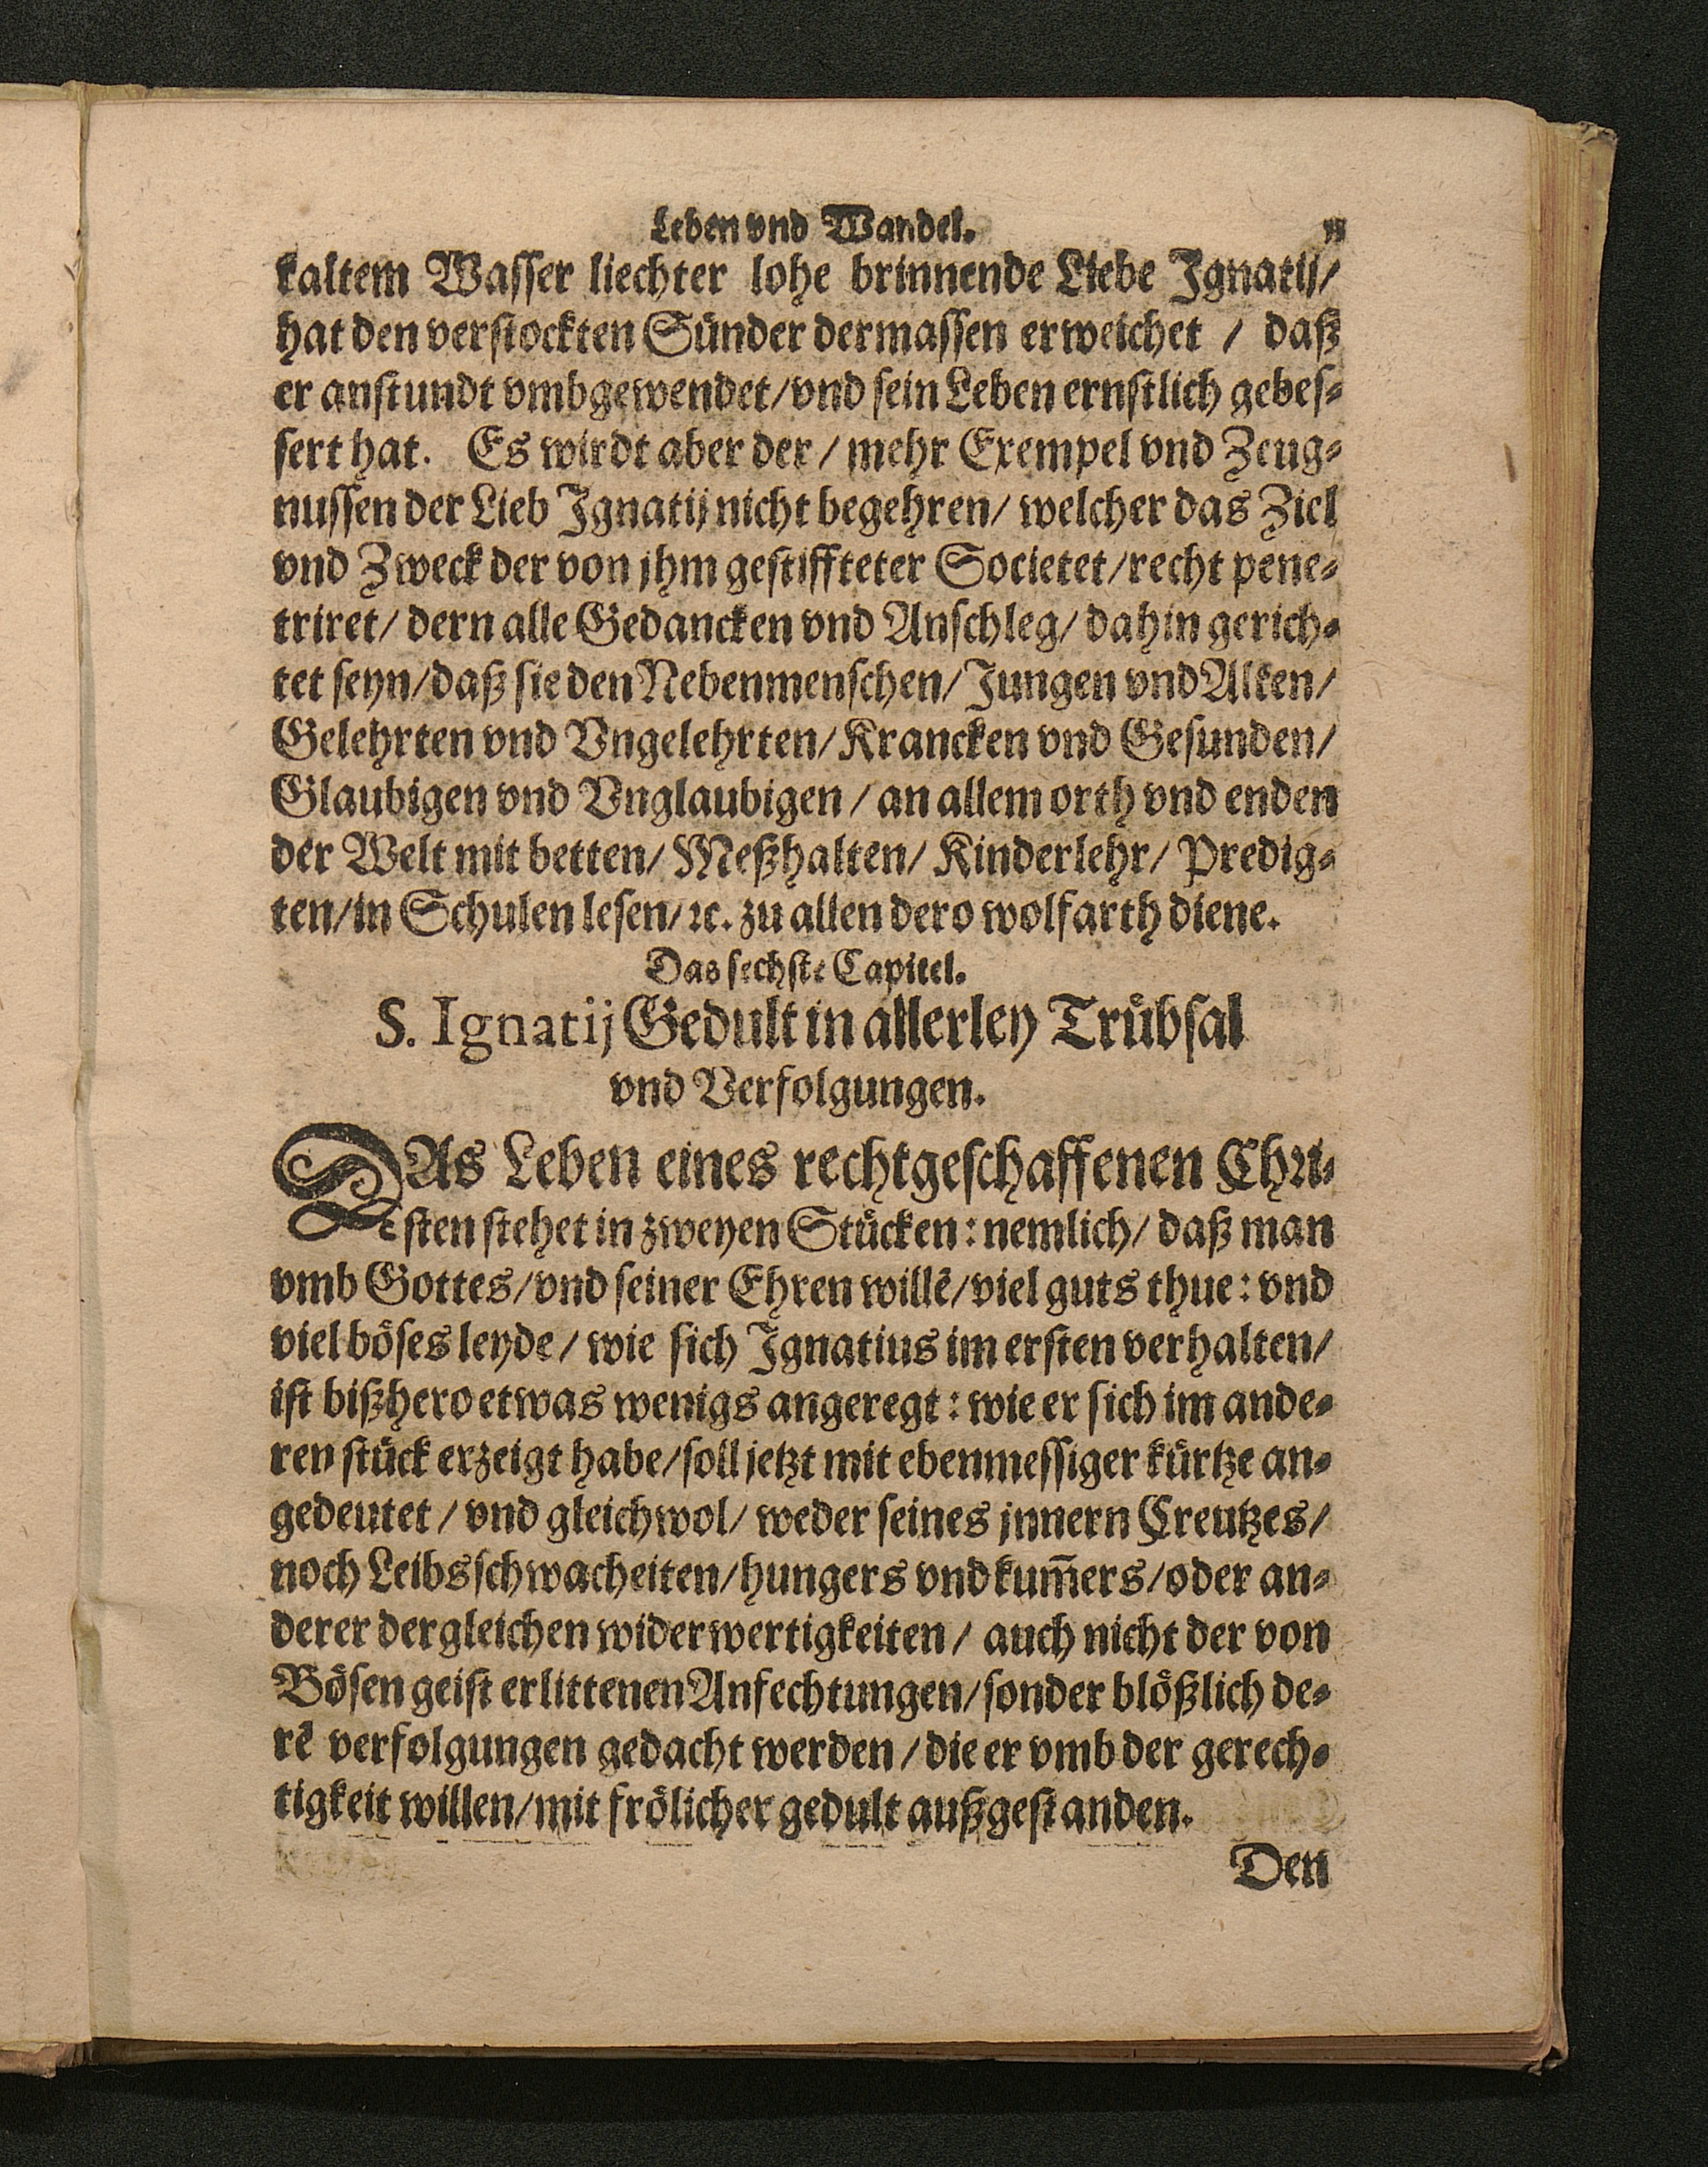 Leben vnd Wandel.
kaltem Wasser liechter lohe brinnende Liebe Ignatij/
hat den verstockten Sünder dermassen erweichet / daß
er anstundt vmbgewendet/vnd sein Leben ernstlich gebes-
sert hat. Es wirdt aber der / mehr Exempel vnd Zeug-
nussen der Lieb Ignatij nicht begehren/ welcher das Ziel
vnd Zweck der von jhm gestiffteter Societet/recht pene-
triret/ dern alle Gedancken vnd Anschleg/ dahin gerich-
tet seyn/daß sie den Nebenmenschen/ Jungen vnd Alten/
Gelehrten vnd Vngelehrten/Krancken vnd Gesunden/
Glaubigen vnd Vnglaubigen / an allem orth vnd enden
der Welt mit betten/ Meßhalten/ Kinderlehr/ Predig-
ten/in Schulen lesen/ꝛc. zu allen dero wolfarth diene.
Das sechste Capitel.
S. Ignatij Gedult in allerley Trübsal
vnd Verfolgungen.
DAs Leben eines rechtgeschaffenen Chri-
sten stehet in zweyen Stücken: nemlich/ daß man
vmb Gottes/vnd seiner Ehren willē/viel guts thue: vnd
viel böses leyde/ wie sich Ignatius im ersten verhalten/
ist bißhero etwas wenigs angeregt: wie er sich im ande-
ren stück erzeigt habe/soll jetzt mit ebenmessiger kürtze an-
gedeutet / vnd gleichwol/ weder seines jnnern Creutzes/
noch Leibsschwacheiten/hungers vnd kum̄ers/oder an-
derer dergleichen widerwertigkeiten/ auch nicht der von
Bösen geist erlittenen Anfechtungen/sonder blößlich de-
rē verfolgungen gedacht werden / die er vmb der gerech-
tigkeit willen/mit frölicher gedult außgestanden.
Den